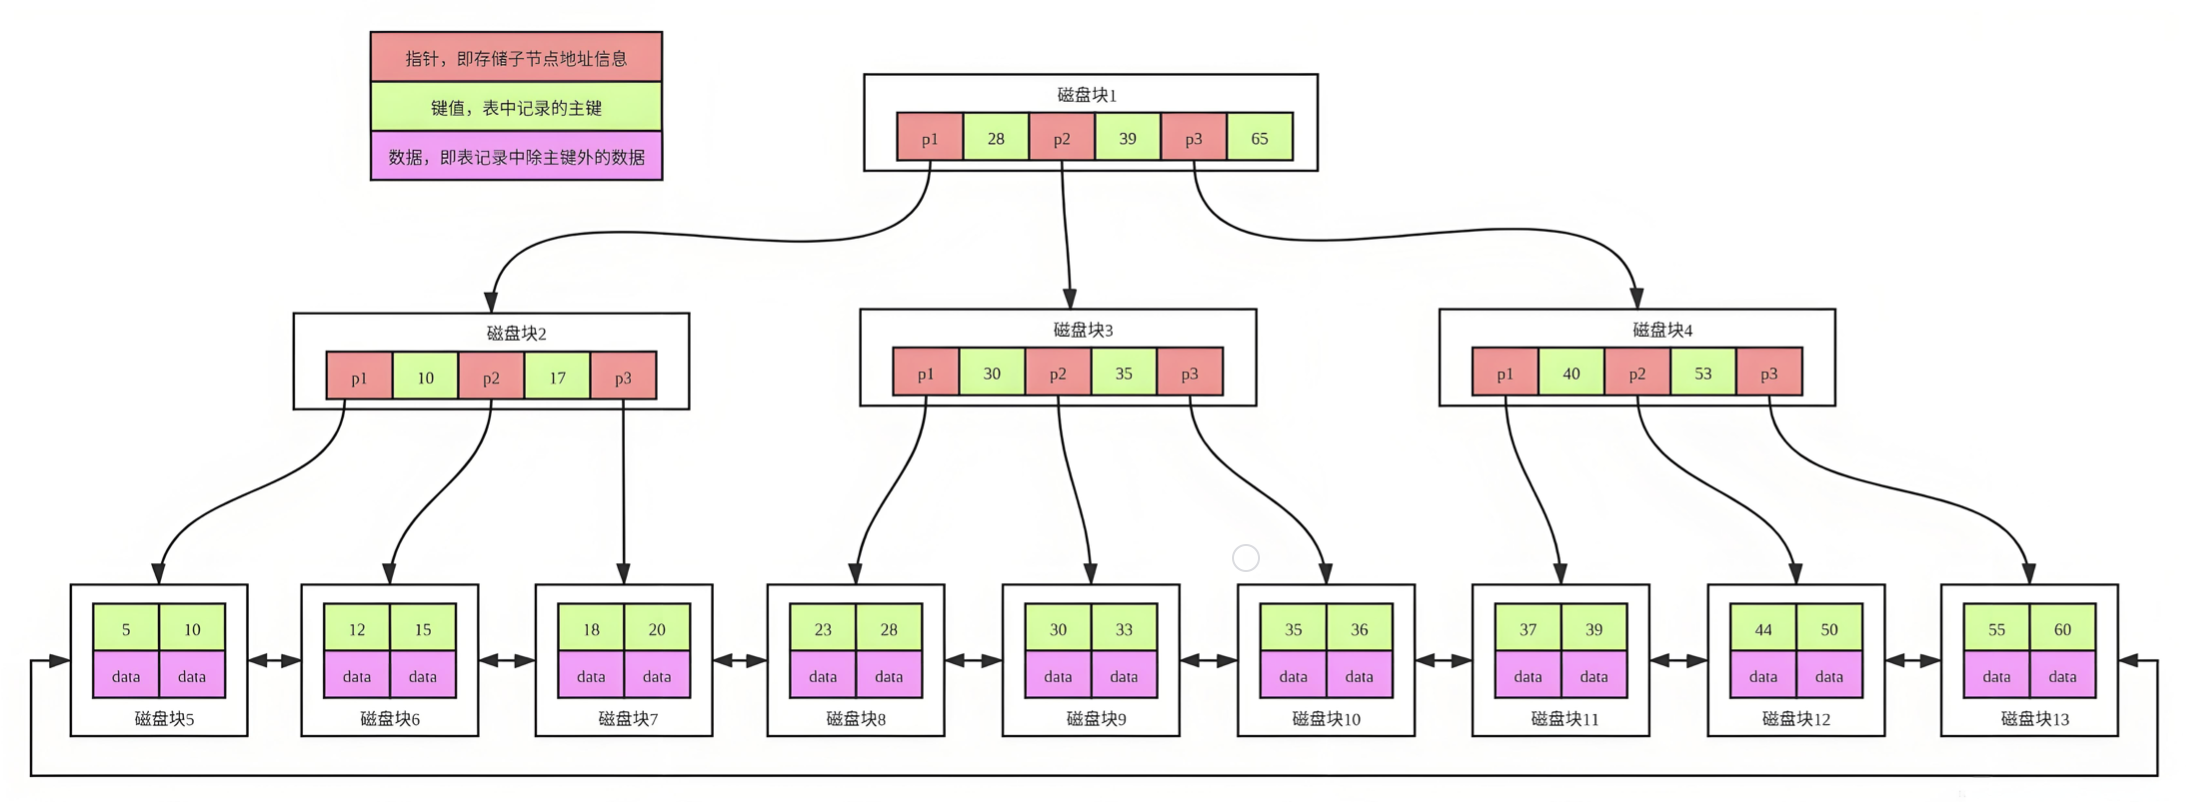 指针，即存储子节点地址信息
键值，表中记录的主键
数据，即表记录中除主键外的数据
磁盘块1
p1 28 p2 39 p3 65
磁盘块2
p1 10 p2 17 p3
磁盘块3
p1 30 p2 35 p3
磁盘块4
p1 40 p2 53 p3
5 10
data data
磁盘块5
12 15
data data
磁盘块6
18 20
data data
磁盘块7
23 28
data data
磁盘块8
30 33
data data
磁盘块9
35 36
data data
磁盘块10
37 39
data data
磁盘块11
44 50
data data
磁盘块12
55 60
data data
磁盘块13